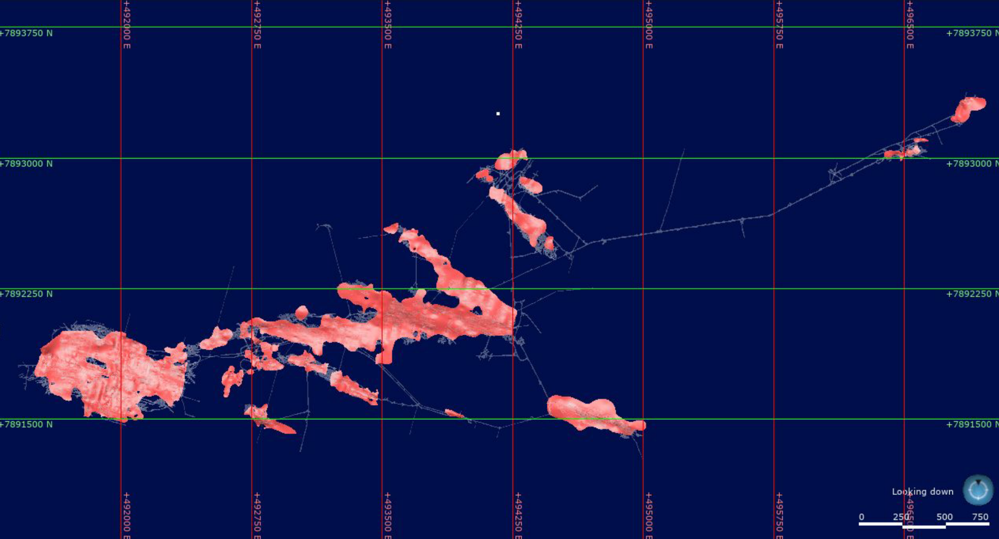 +492000 E
+492750 E
+493500 E
+494250 E
+495000 E
+495750 E
+496500 E
+7893750 N
+7893750 N
+7893000 N
+7893000 N
+7892250 N
+7892250 N
+7891500 N
+7891500 N
+492000 E
+492750 E
+493500 E
+494250 E
+495000 E
+495750 E
+496500 E
Looking down
0 250 500 750